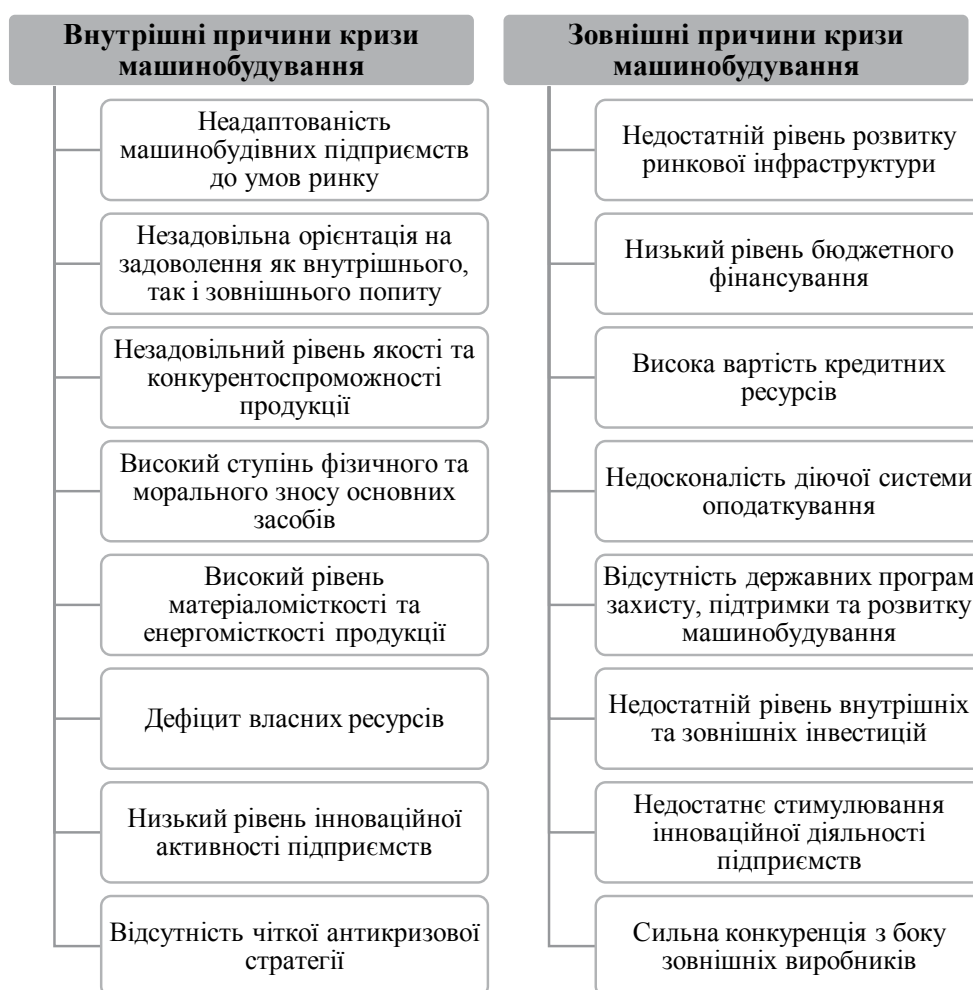 Внутрішні причини кризи
машинобудування
Неадаптованість
машинобудівних підприємств
до умов ринку
Незадовільна орієнтація на
задоволення як внутрішнього,
так і зовнішнього попиту
Незадовільний рівень якості та
конкурентоспроможності
продукції
Високий ступінь фізичного та
морального зносу основних
засобів
Високий рівень
матеріаломісткості та
енергомісткості продукції
Дефіцит власних ресурсів
Низький рівень інноваційної
активності підприємств
Відсутність чіткої антикризової
стратегії
Зовнішні причини кризи
машинобудування
Недостатній рівень розвитку
ринкової інфраструктури
Низький рівень бюджетного
фінансування
Висока вартість кредитних
ресурсів
Недосконалість діючої системи
оподаткування
Відсутність державних програм
захисту, підтримки та розвитку
машинобудування
Недостатній рівень внутрішніх
та зовнішніх інвестицій
Недостатнє стимулювання
інноваційної діяльності
підприємств
Сильна конкуренція з боку
зовнішніх виробників